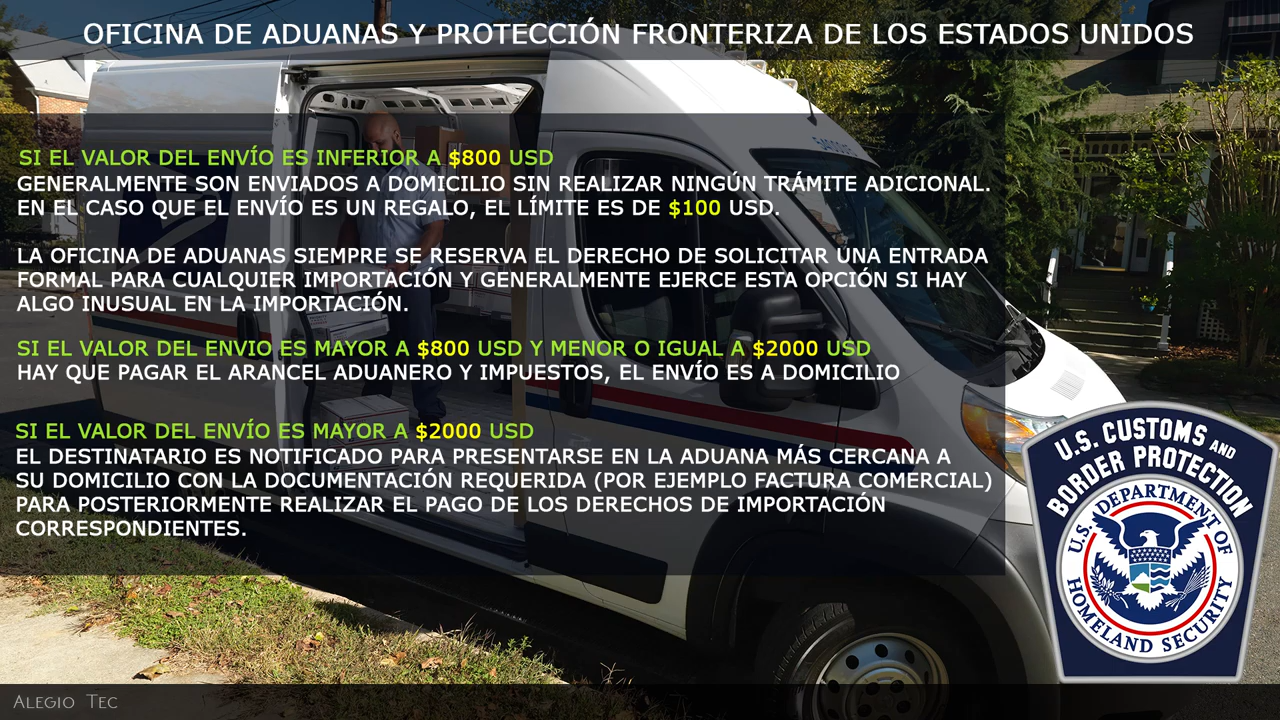 OFICINA DE ADUANAS Y PROTECCIÓN FRONTERIZA DE LOS ESTADOS UNIDOS
SI EL VALOR DEL ENVÍO ES INFERIOR A $800 USD
GENERALMENTE SON ENVIADOS A DOMICILIO SIN REALIZAR NINGÚN TRÁMITE ADICIONAL.
EN EL CASO QUE EL ENVÍO ES UN REGALO, EL LÍMITE ES DE $100 USD.
LA OFICINA DE ADUANAS SIEMPRE SE RESERVA EL DERECHO DE SOLICITAR UNA ENTRADA
FORMAL PARA CUALQUIER IMPORTACIÓN Y GENERALMENTE EJERCE ESTA OPCIÓN SI HAY
ALGO INUSUAL EN LA IMPORTACIÓN.
SI EL VALOR DEL ENVIO ES MAYOR A $800 USD Y MENOR O IGUAL A $2000 USD
HAY QUE PAGAR EL ARANCEL ADUANERO Y IMPUESTOS, EL ENVÍO ES A DOMICILIO
SI EL VALOR DEL ENVÍO ES MAYOR A $2000 USD
EL DESTINATARIO ES NOTIFICADO PARA PRESENTARSE EN LA ADUANA MÁS CERCANA A
SU DOMICILIO CON LA DOCUMENTACIÓN REQUERIDA (POR EJEMPLO FACTURA COMERCIAL)
PARA POSTERIORMENTE REALIZAR EL PAGO DE LOS DERECHOS DE IMPORTACIÓN
CORRESPONDIENTES.
U.S. CUSTOMS AND
BORDER PROTECTION
U.S. DEPARTMENT OF
HOMELAND SECURITY
ALEGIO TEC